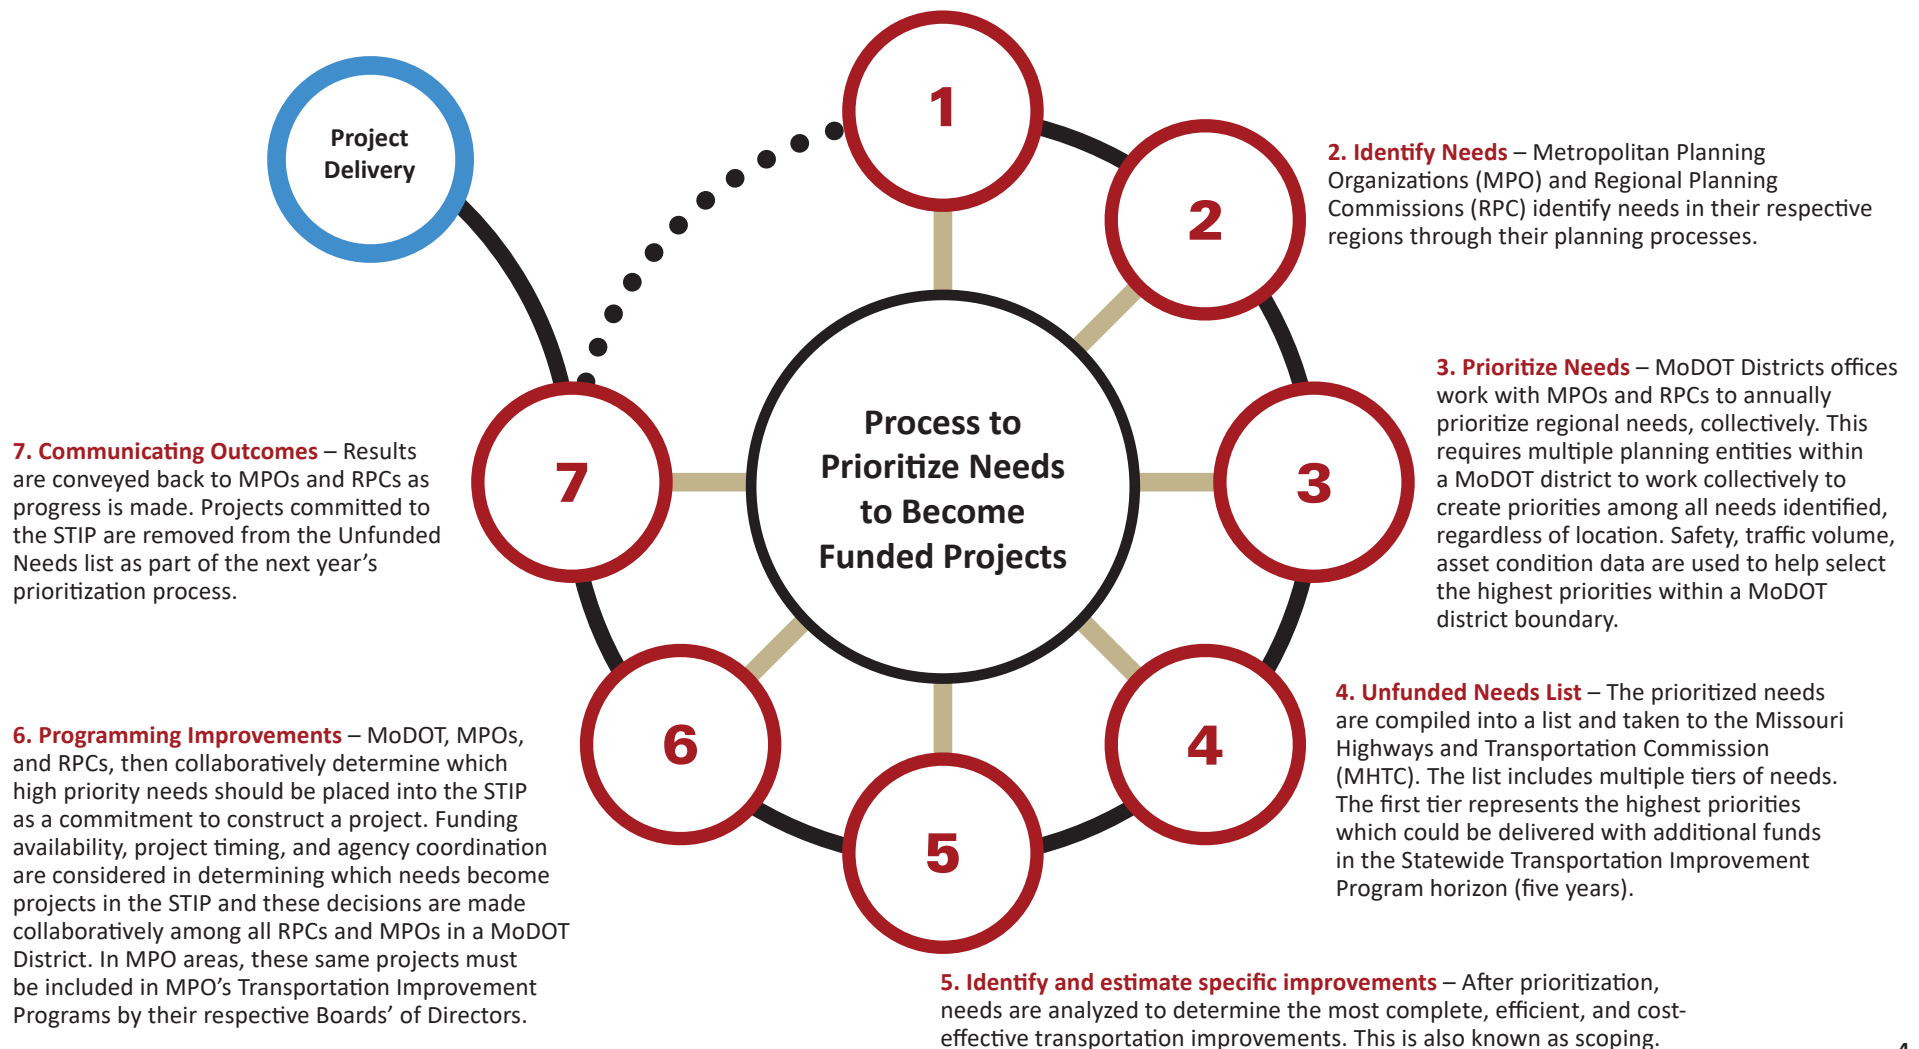 Project
Delivery
1
2
3
4
5
6
7
Process to
Prioritize Needs
to Become
Funded Projects
2. Identify Needs – Metropolitan Planning
Organizations (MPO) and Regional Planning
Commissions (RPC) identify needs in their respective
regions through their planning processes.
3. Prioritize Needs – MoDOT Districts offices
work with MPOs and RPCs to annually
prioritize regional needs, collectively. This
requires multiple planning entities within
a MoDOT district to work collectively to
create priorities among all needs identified,
regardless of location. Safety, traffic volume,
asset condition data are used to help select
the highest priorities within a MoDOT
district boundary.
4. Unfunded Needs List – The prioritized needs
are compiled into a list and taken to the Missouri
Highways and Transportation Commission
(MHTC). The list includes multiple tiers of needs.
The first tier represents the highest priorities
which could be delivered with additional funds
in the Statewide Transportation Improvement
Program horizon (five years).
5. Identify and estimate specific improvements – After prioritization,
needs are analyzed to determine the most complete, efficient, and cost-
effective transportation improvements. This is also known as scoping.
6. Programming Improvements – MoDOT, MPOs,
and RPCs, then collaboratively determine which
high priority needs should be placed into the STIP
as a commitment to construct a project. Funding
availability, project timing, and agency coordination
are considered in determining which needs become
projects in the STIP and these decisions are made
collaboratively among all RPCs and MPOs in a MoDOT
District. In MPO areas, these same projects must
be included in MPO's Transportation Improvement
Programs by their respective Boards' of Directors.
7. Communicating Outcomes – Results
are conveyed back to MPOs and RPCs as
progress is made. Projects committed to
the STIP are removed from the Unfunded
Needs list as part of the next year's
prioritization process.